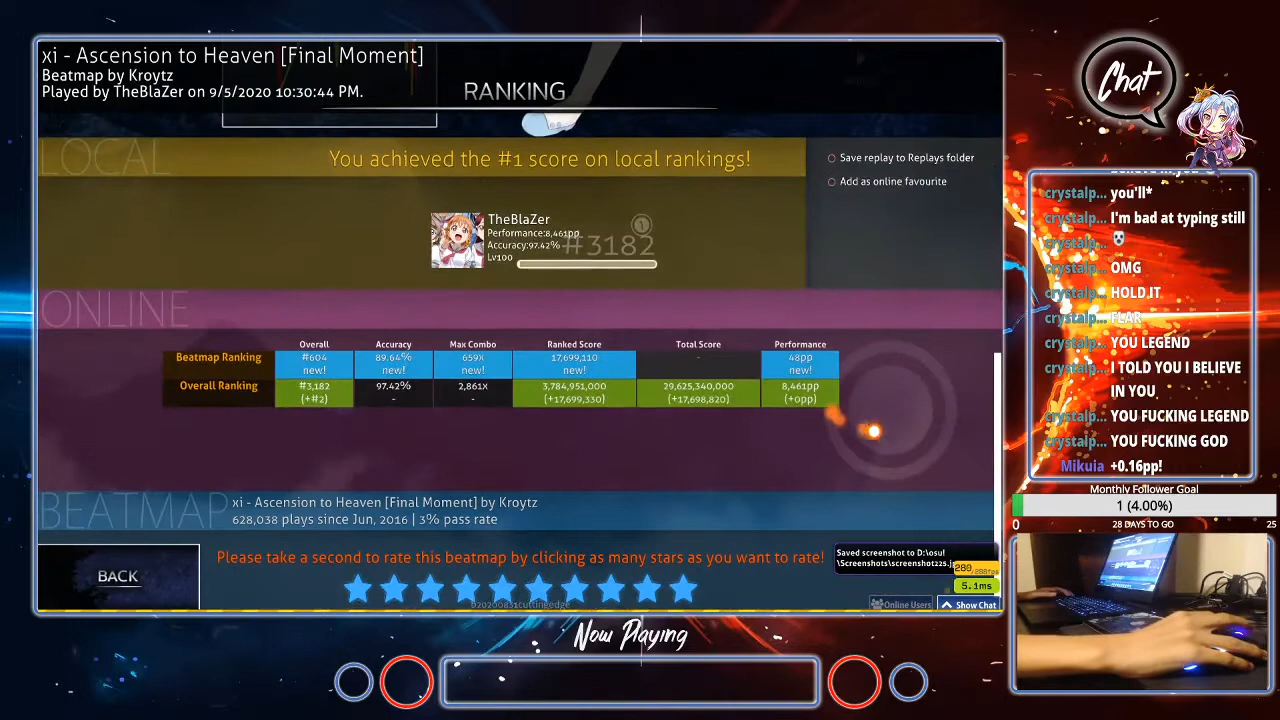 xi - Ascension to Heaven [Final Moment]
Beatmap by Kroytz
Played by TheBlaZer on 9/5/2020 10:30:44 PM.
RANKING
LOCAL
You achieved the #1 score on local rankings!
Save replay to Replays folder
Add as online favourite
TheBlaZer
Performance:8,461pp
Accuracy:97.42%
Lv100
#3182
1
ONLINE
Overall Accuracy Max Combo Ranked Score Total Score Performance
Beatmap Ranking #604 89.64% 659x 17,699,110 - 48pp
new! new! new! new! new!
Overall Ranking #3,182 97.42% 2,861x 3,784,951,000 29,625,340,000 8,461pp
(+#2) - - (+17,699,330) (+17,698,820) (+0pp)
BEATMAP
xi - Ascension to Heaven [Final Moment] by Kroytz
628,038 plays since Jun, 2016 | 3% pass rate
BACK
Please take a second to rate this beatmap by clicking as many stars as you want to rate!
b20200831cuttingedge
Saved screenshot to D:\osu!
\Screenshots\screenshot225.j
5.1ms
Online Users
Show Chat
Now Playing
Chat
crystalp... you'll*
crystalp... I'm bad at typing still
crystalp...
crystalp... OMG
crystalp... HOLD IT
crystalp... FLAR
crystalp... YOU LEGEND
crystalp... I TOLD YOU I BELIEVE
IN YOU
crystalp... YOU FUCKING LEGEND
crystalp... YOU FUCKING GOD
Mikuia +0.16pp!
Monthly Follower Goal
1 (4.00%)
0 28 DAYS TO GO 25